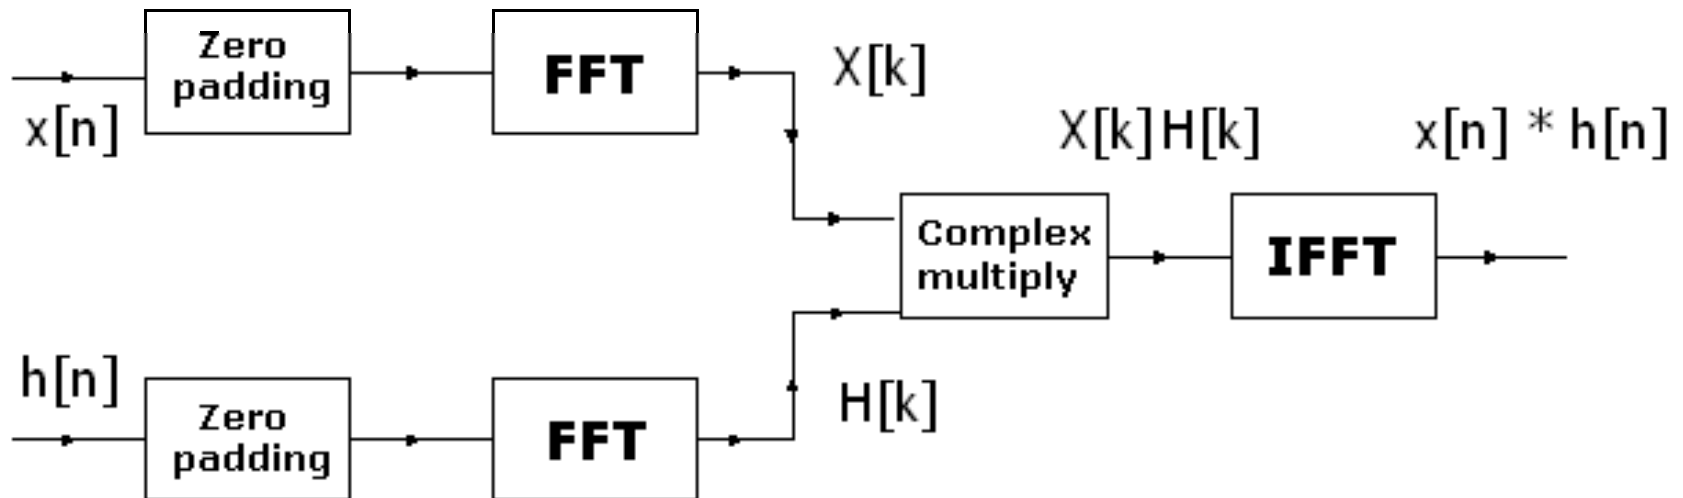 Zero
padding
FFT
X[k]
x[n]
X[k]H[k]
x[n] * h[n]
Complex
multiply
IFFT
h[n]
Zero
padding
FFT
H[k]